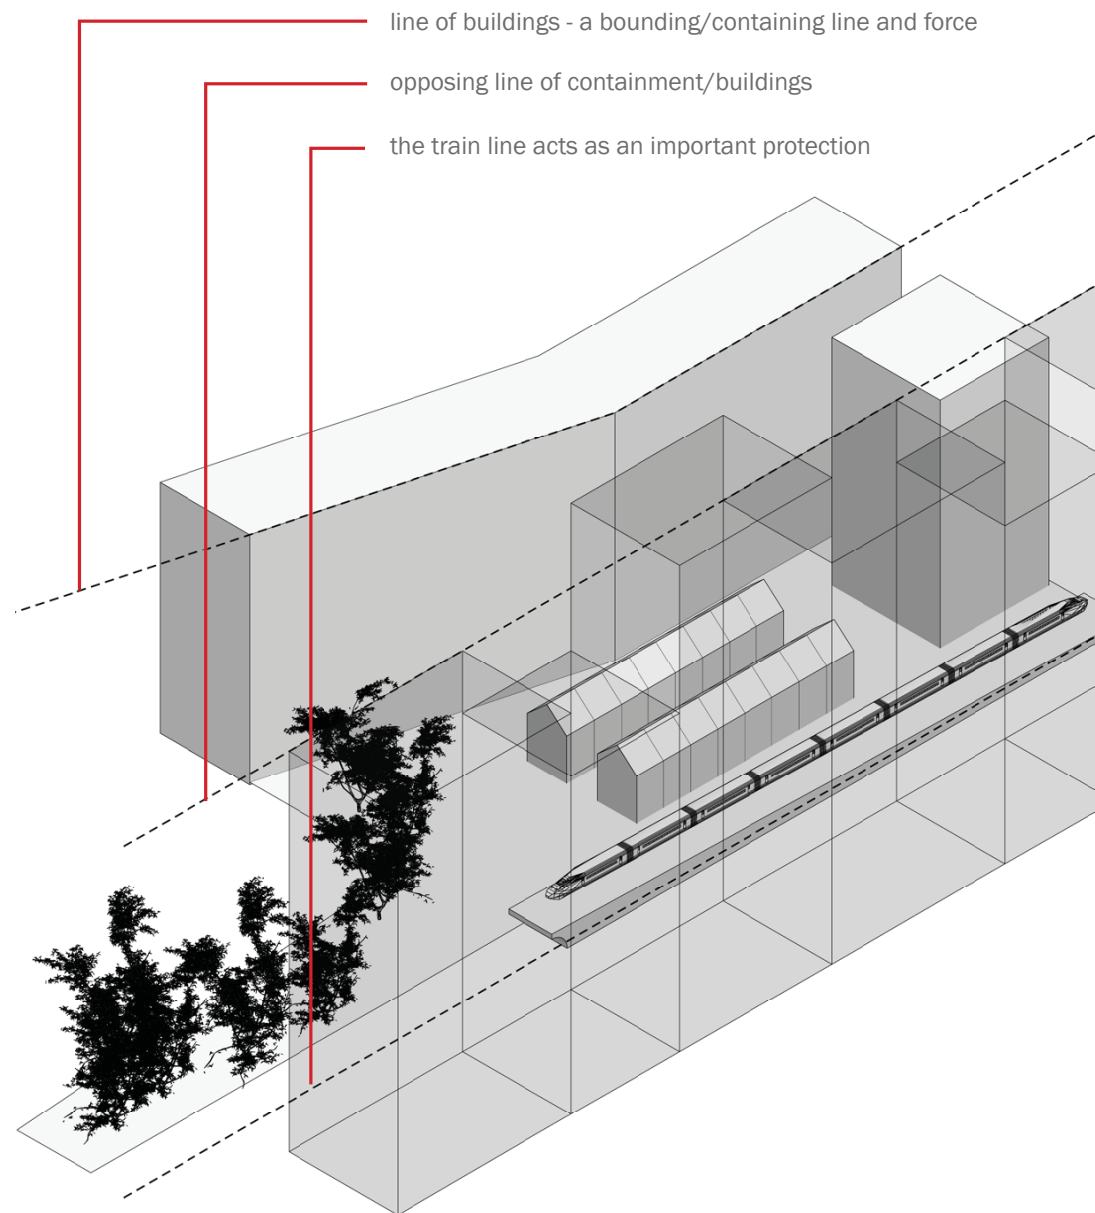 line of buildings - a bounding/containing line and force
opposing line of containment/buildings
the train line acts as an important protection